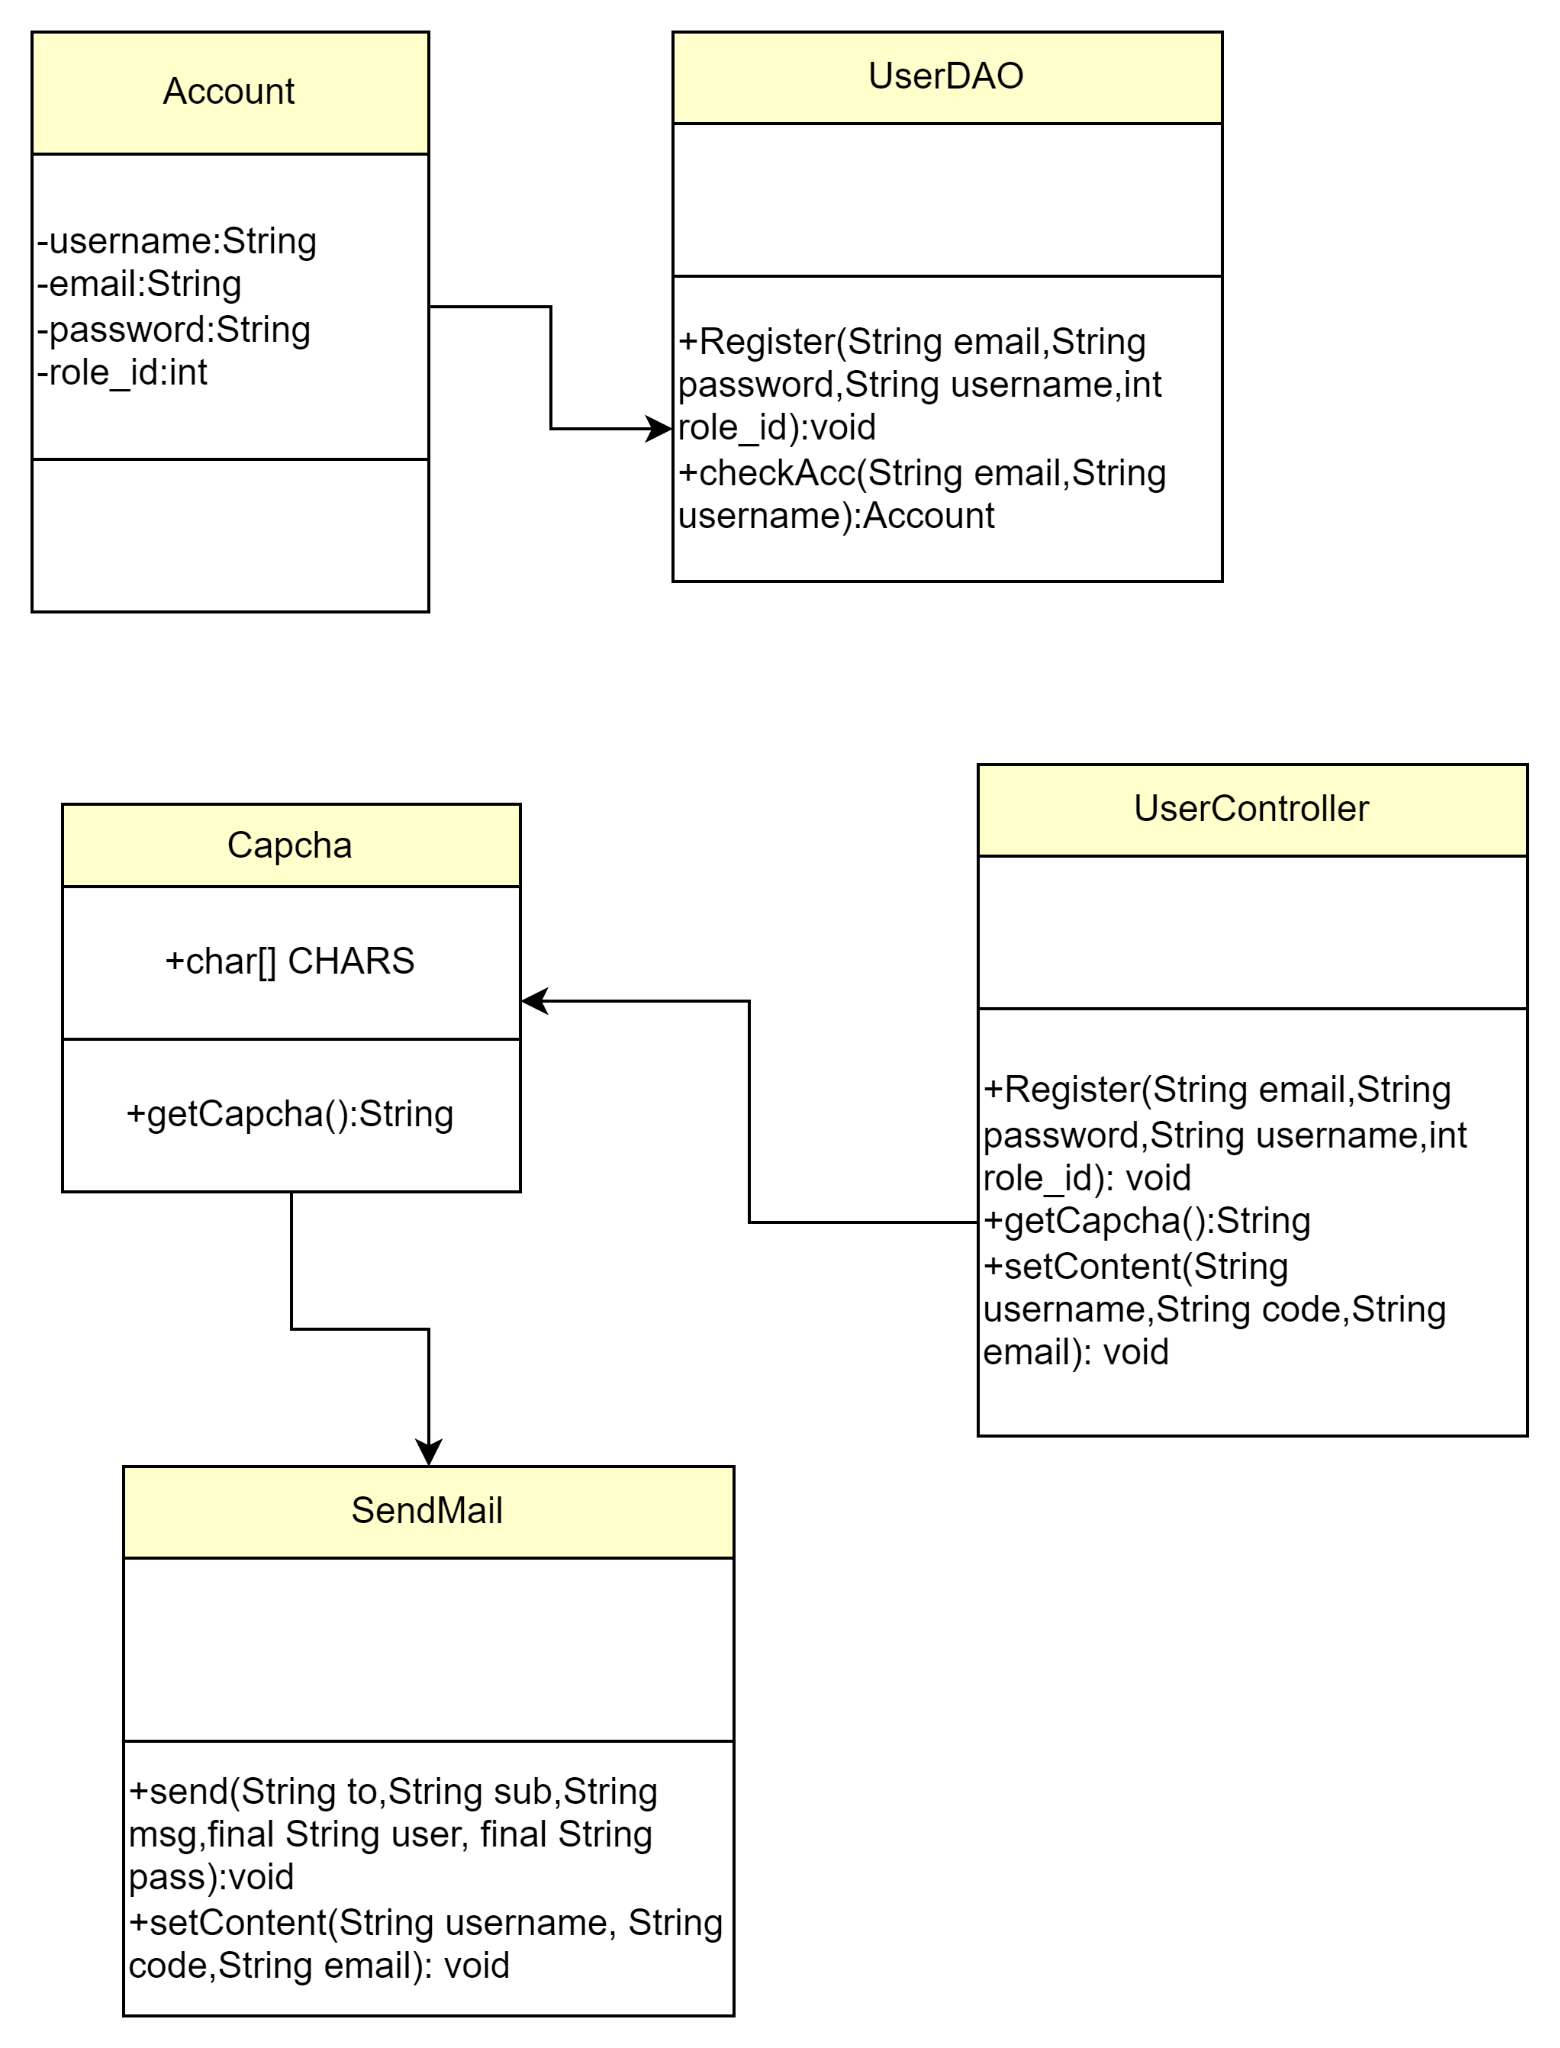 Account
-username:String
-email:String
-password:String
-role_id:int
UserDAO
+Register(String email,String
password,String username,int
role_id):void
+checkAcc(String email,String
username):Account
Capcha
+char[] CHARS
+getCapcha():String
UserController
+Register(String email,String
password,String username,int
role_id): void
+getCapcha():String
+setContent(String
username,String code,String
email): void
SendMail
+send(String to,String sub,String
msg,final String user, final String
pass):void
+setContent(String username, String
code,String email): void